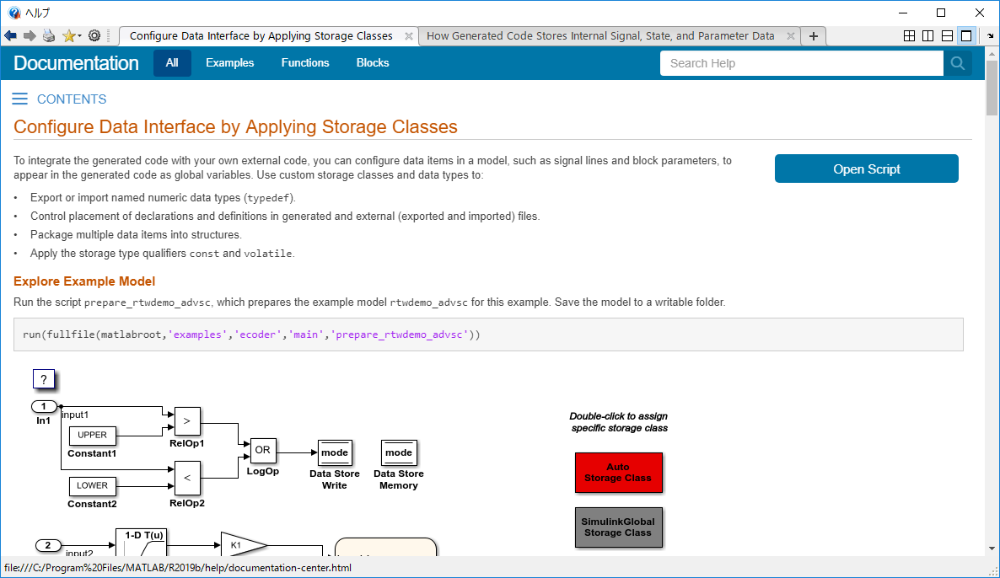 ヘルプ
Configure Data Interface by Applying Storage Classes
How Generated Code Stores Internal Signal, State, and Parameter Data
Documentation
All
Examples
Functions
Blocks
Search Help
CONTENTS
Configure Data Interface by Applying Storage Classes
To integrate the generated code with your own external code, you can configure data items in a model, such as signal lines and block parameters, to
appear in the generated code as global variables. Use custom storage classes and data types to:
Open Script
• Export or import named numeric data types (typedef).
• Control placement of declarations and definitions in generated and external (exported and imported) files.
• Package multiple data items into structures.
• Apply the storage type qualifiers const and volatile.
Explore Example Model
Run the script prepare_rtwdemo_advsc, which prepares the example model rtwdemo_advsc for this example. Save the model to a writable folder.
run(fullfile(matlabroot,'examples','ecoder','main','prepare_rtwdemo_advsc'))
?
1
In1
input1
UPPER
Constant1
>
RelOp1
LOWER
Constant2
<
RelOp2
OR
LogOp
mode
Data Store
Write
mode
Data Store
Memory
Double-click to assign
specific storage class
Auto
Storage Class
SimulinkGlobal
Storage Class
2
input2
1-D T(u)
K1
file:///C:/Program%20Files/MATLAB/R2019b/help/documentation-center.html